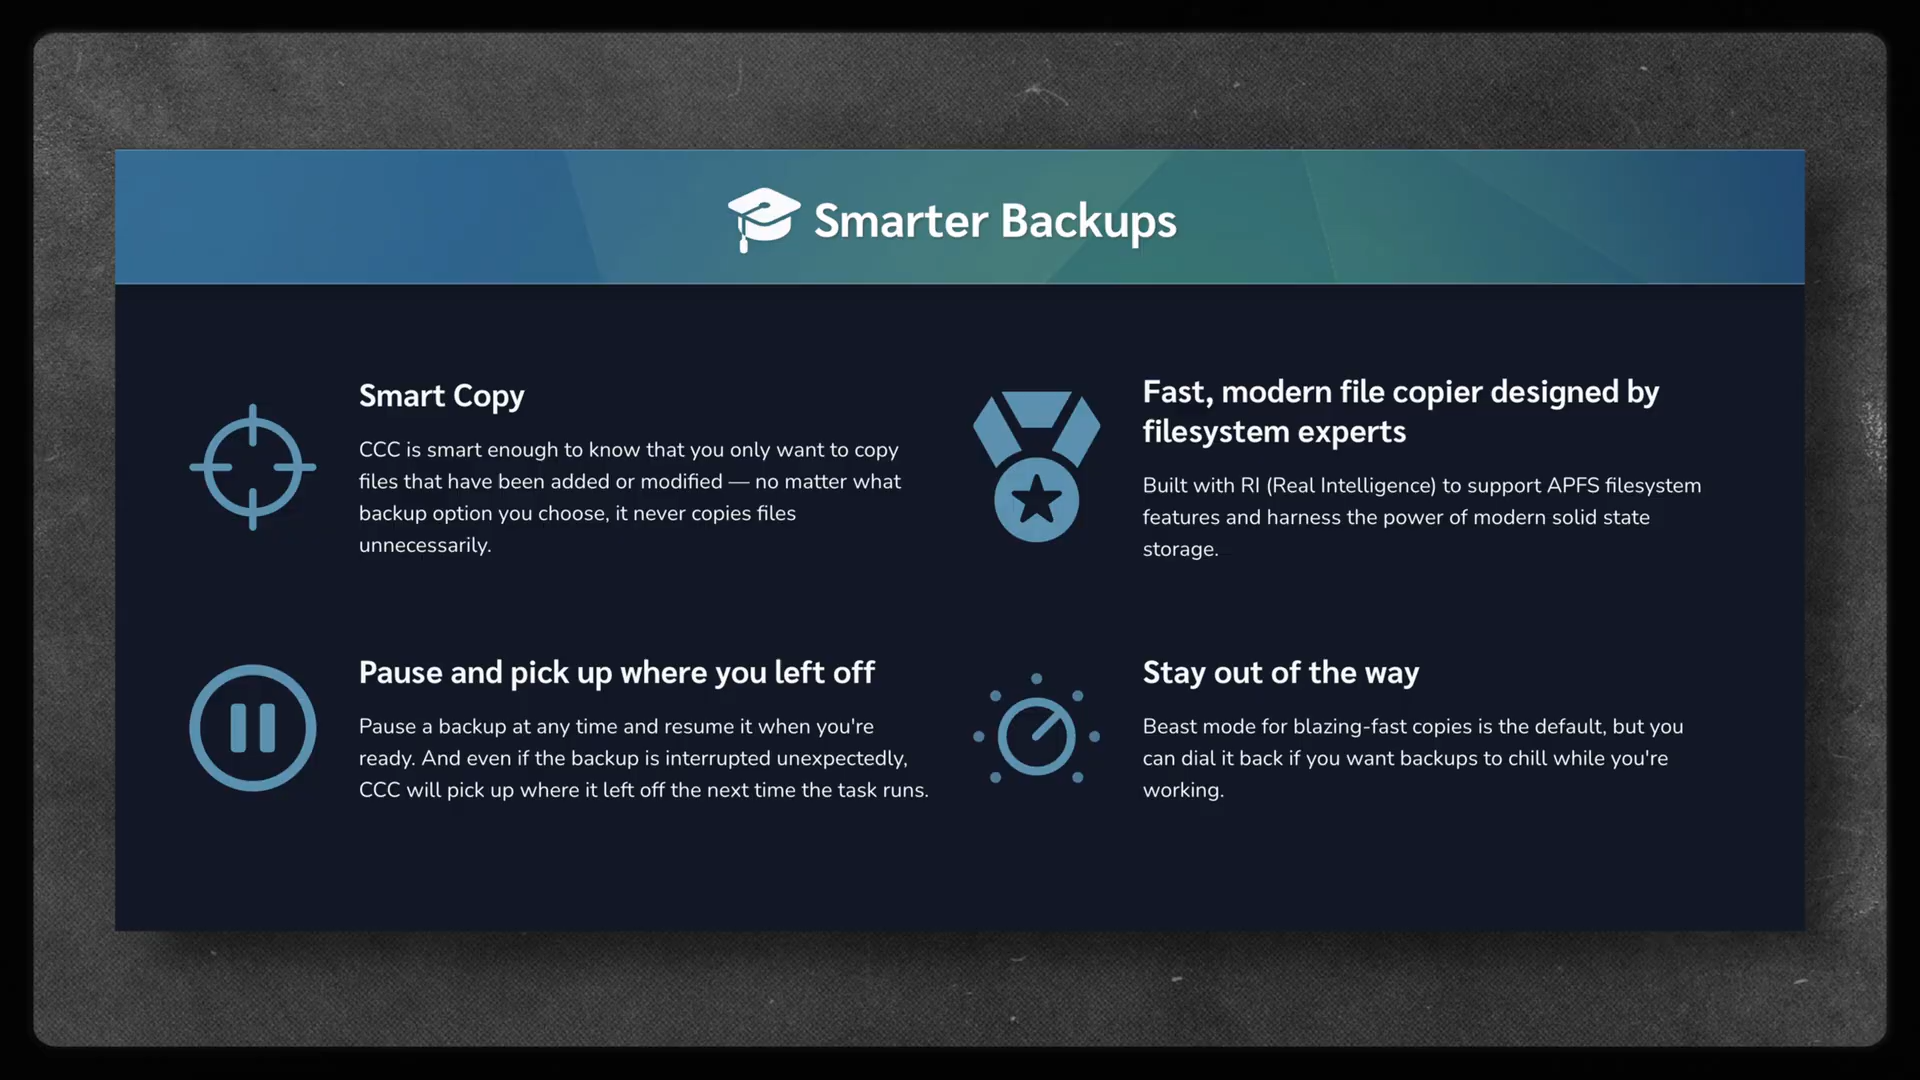 Smarter Backups
Smart Copy
CCC is smart enough to know that you only want to copy
files that have been added or modified — no matter what
backup option you choose, it never copies files
unnecessarily.
Fast, modern file copier designed by
filesystem experts
Built with RI (Real Intelligence) to support APFS filesystem
features and harness the power of modern solid state
storage.
Pause and pick up where you left off
Pause a backup at any time and resume it when you're
ready. And even if the backup is interrupted unexpectedly,
CCC will pick up where it left off the next time the task runs.
Stay out of the way
Beast mode for blazing-fast copies is the default, but you
can dial it back if you want backups to chill while you're
working.